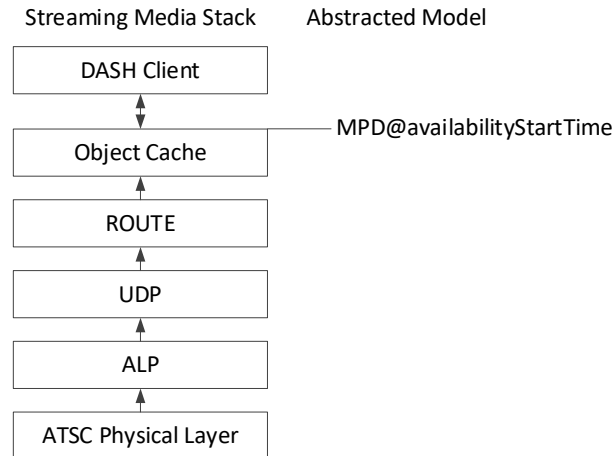 Streaming Media Stack
Abstracted Model
DASH Client
MPD@availabilityStartTime
Object Cache
ROUTE
UDP
ALP
ATSC Physical Layer